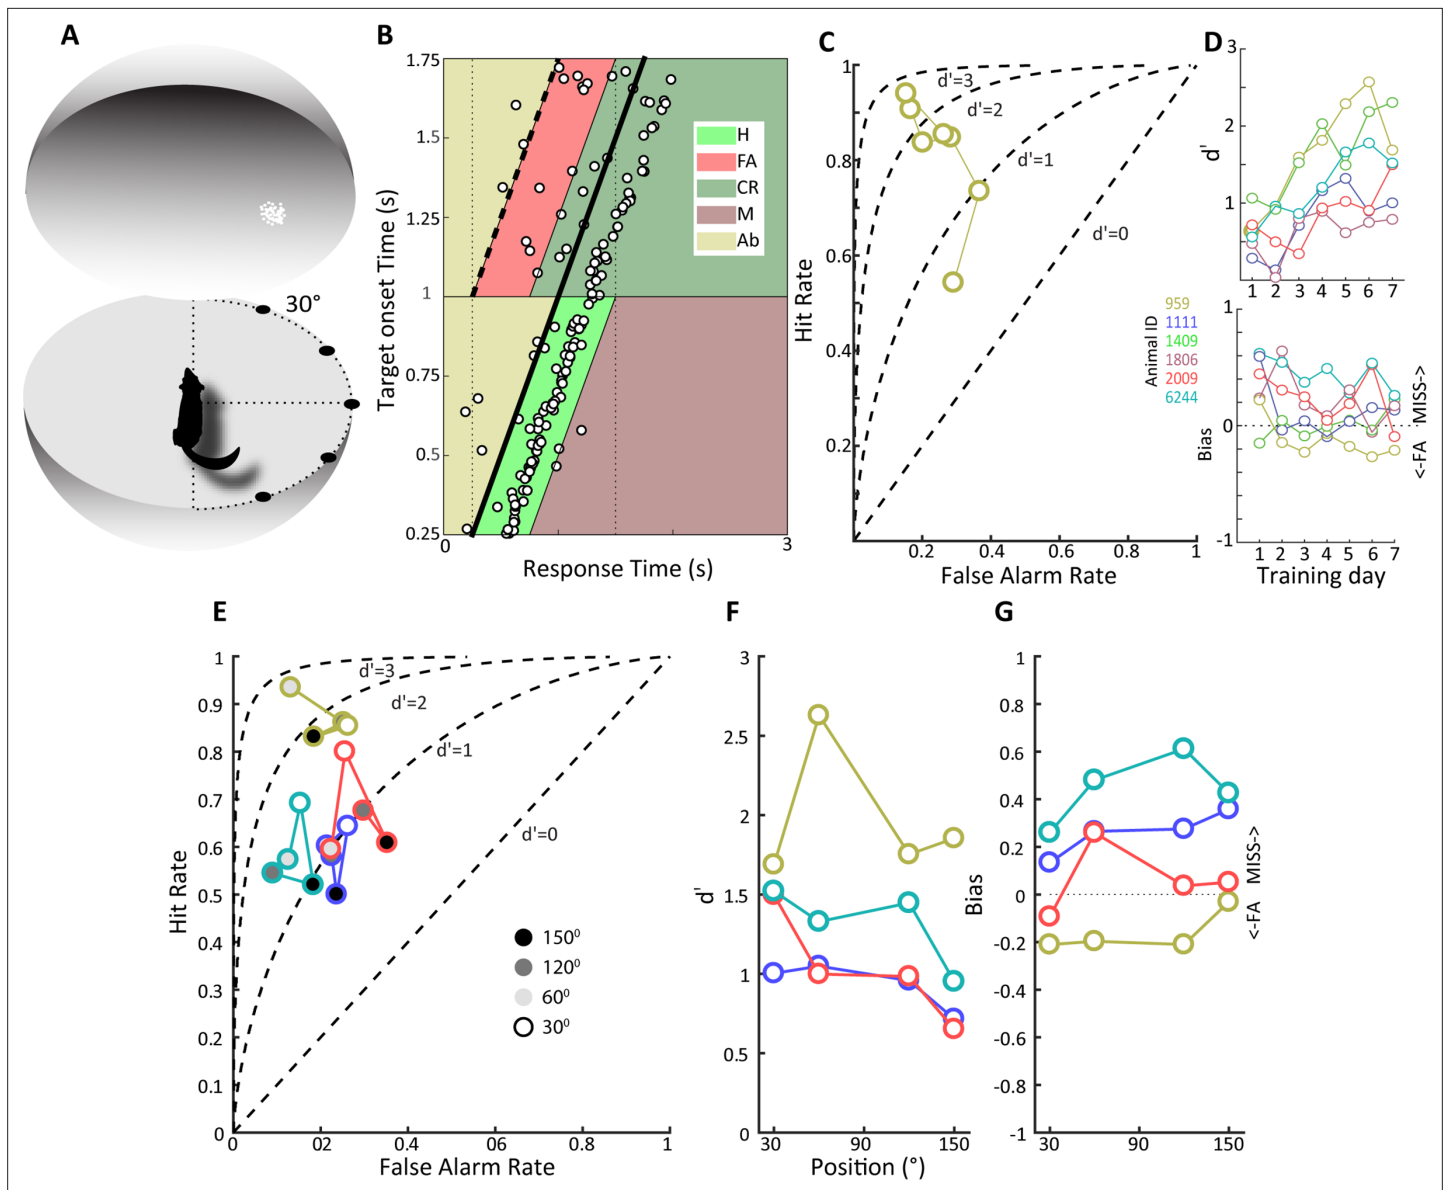 A
30°
B
1.75
1.5
1.25
1
0.75
0.5
0.25
0
3
Target onset Time (s)
Response Time (s)
H
FA
CR
M
Ab
C
1
0.8
0.6
0.4
0.2
0.2
0.4
0.6
0.8
1
Hit Rate
False Alarm Rate
d'=3
d'=2
d'=1
d'=0
D
3
2
1
d'
1 2 3 4 5 6 7
Animal ID
959
1111
1409
1806
2009
6244
1
0
-1
Bias
MISS->
<-FA
1 2 3 4 5 6 7
Training day
E
1
0.9
0.8
0.7
0.6
0.5
0.4
0.3
0.2
0.1
0
0 02 04 06 08 1
Hit Rate
False Alarm Rate
d'=3
d'=2
d'=1
d'=0
150⁰
120⁰
60⁰
30⁰
F
3
2.5
2
1.5
1
0.5
0
d'
30 90 150
Position (°)
G
1
0.8
0.6
0.4
0.2
0
-0.2
-0.4
-0.6
-0.8
-1
Bias
MISS->
<-FA
30 90 150